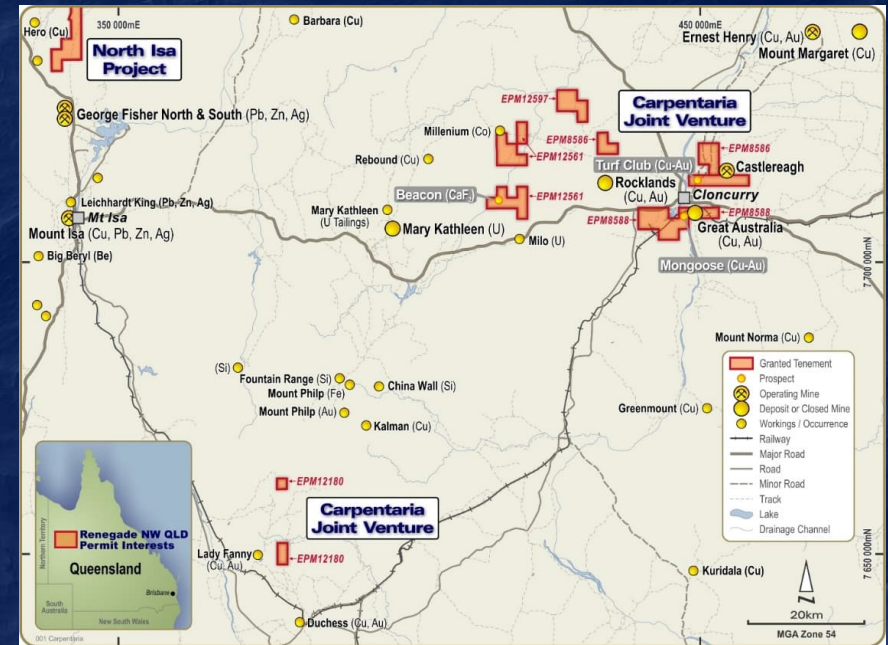 350 000mE
450 000mE
Hero (Cu)
Barbara (Cu)
Ernest Henry (Cu, Au)
Mount Margaret (Cu)
North Isa
Project
George Fisher North & South (Pb, Zn, Ag)
EPM12597
Carpentaria
Joint Venture
Millenium (Co)
EPM8586
EPM8586
EPM12561
Rebound (Cu)
Turf Club (Cu-Au)
Castlereagh
Rocklands
(Cu, Au)
Beacon (CaF.)
EPM12561
Cloncurry
Leichhardt King (Pb, Zn, Ag)
Mt Isa
Mary Kathleen
(U Tailings)
EPM8588
EPM8588
Mount Isa (Cu, Pb, Zn, Ag)
Mary Kathleen (U)
Milo (U)
Great Australia
(Cu, Au)
Big Beryl (Be)
Mongoose (Cu-Au)
7 700 000mN
Mount Norma (Cu)
(Si)
Fountain Range (Si)
China Wall (Si)
Mount Philp (Fe)
Mount Philp (Au)
Kalman (Cu)
Greenmount (Cu)
Granted Tenement
Prospect
Operating Mine
Deposit or Closed Mine
Workings / Occurrence
Railway
Major Road
Road
Minor Road
Track
Lake
Drainage Channel
EPM12180
Carpentaria
Joint Venture
EPM12180
Lady Fanny
(Cu, Au)
7 650 000mN
Kuridala (Cu)
Duchess (Cu, Au)
Northern Territory
Renegade NW QLD
Permit Interests
Queensland
Brisbane
South
Australia
New South Wales
001 Carpentaria
N
20km
MGA Zone 54